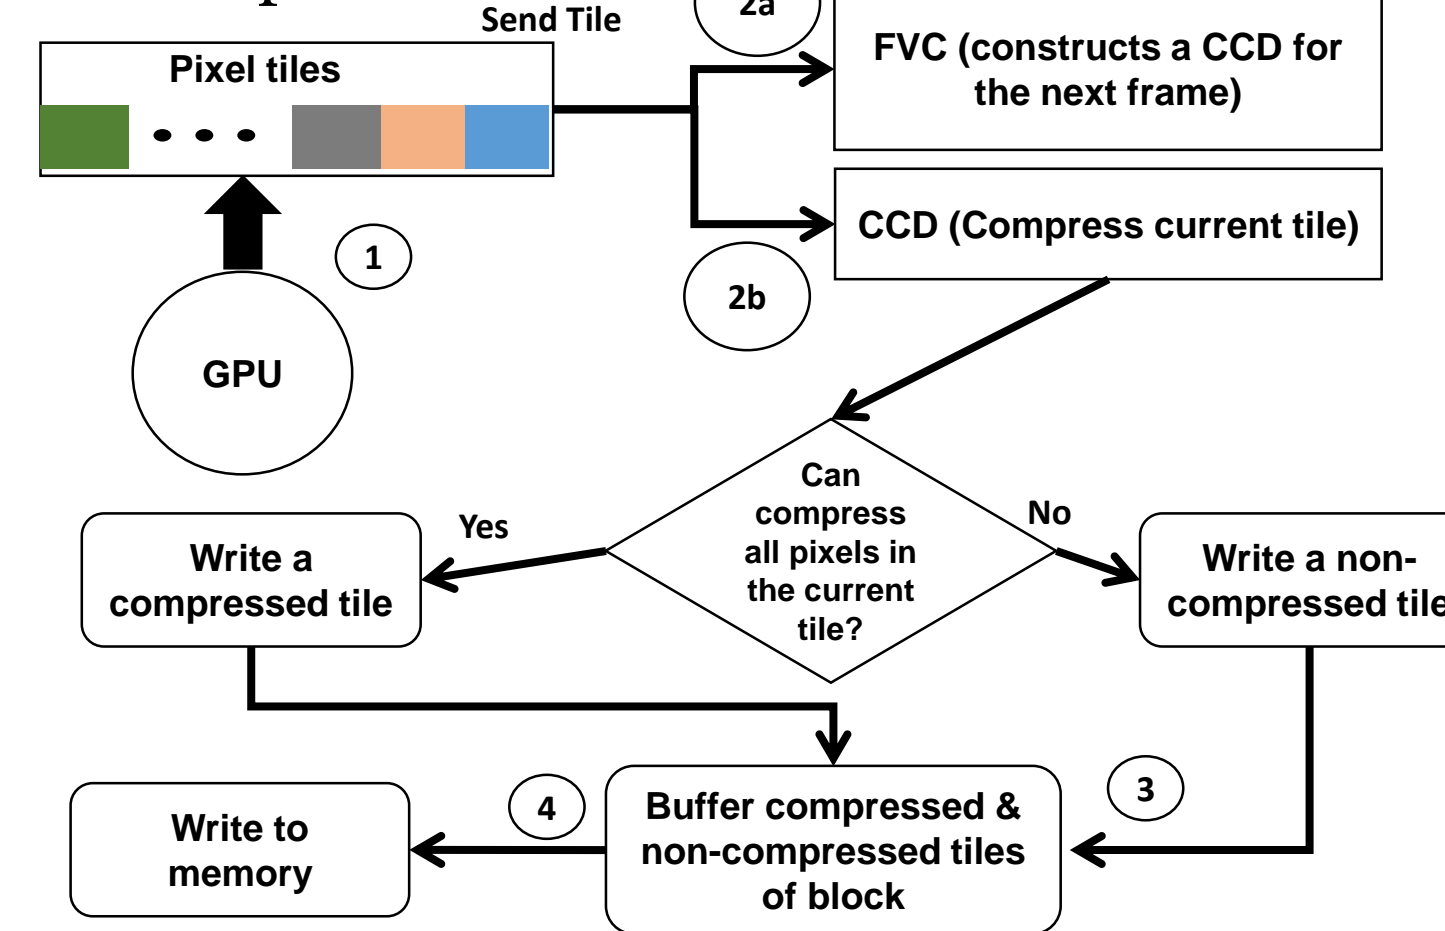 Send Tile
2a
Pixel tiles
FVC (constructs a CCD for
the next frame)
CCD (Compress current tile)
1
2b
GPU
Can
compress
all pixels in
the current
tile?
Yes
No
Write a
compressed tile
Write a non-
compressed tile
3
4
Buffer compressed &
non-compressed tiles
of block
Write to
memory